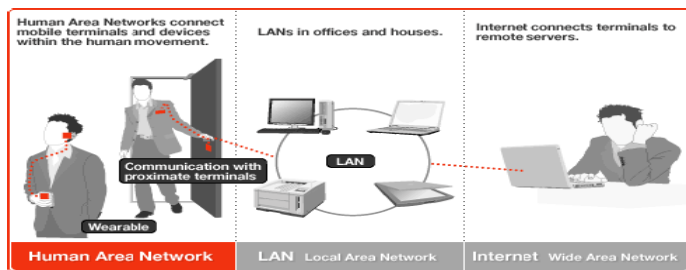 Human Area Networks connect
mobile terminals and devices
within the human movement.
LANs in offices and houses.
Internet connects terminals to
remote servers.
Communication with
proximate terminals
LAN
Wearable
Human Area Network
LAN Local Area Network
Internet Wide Area Network